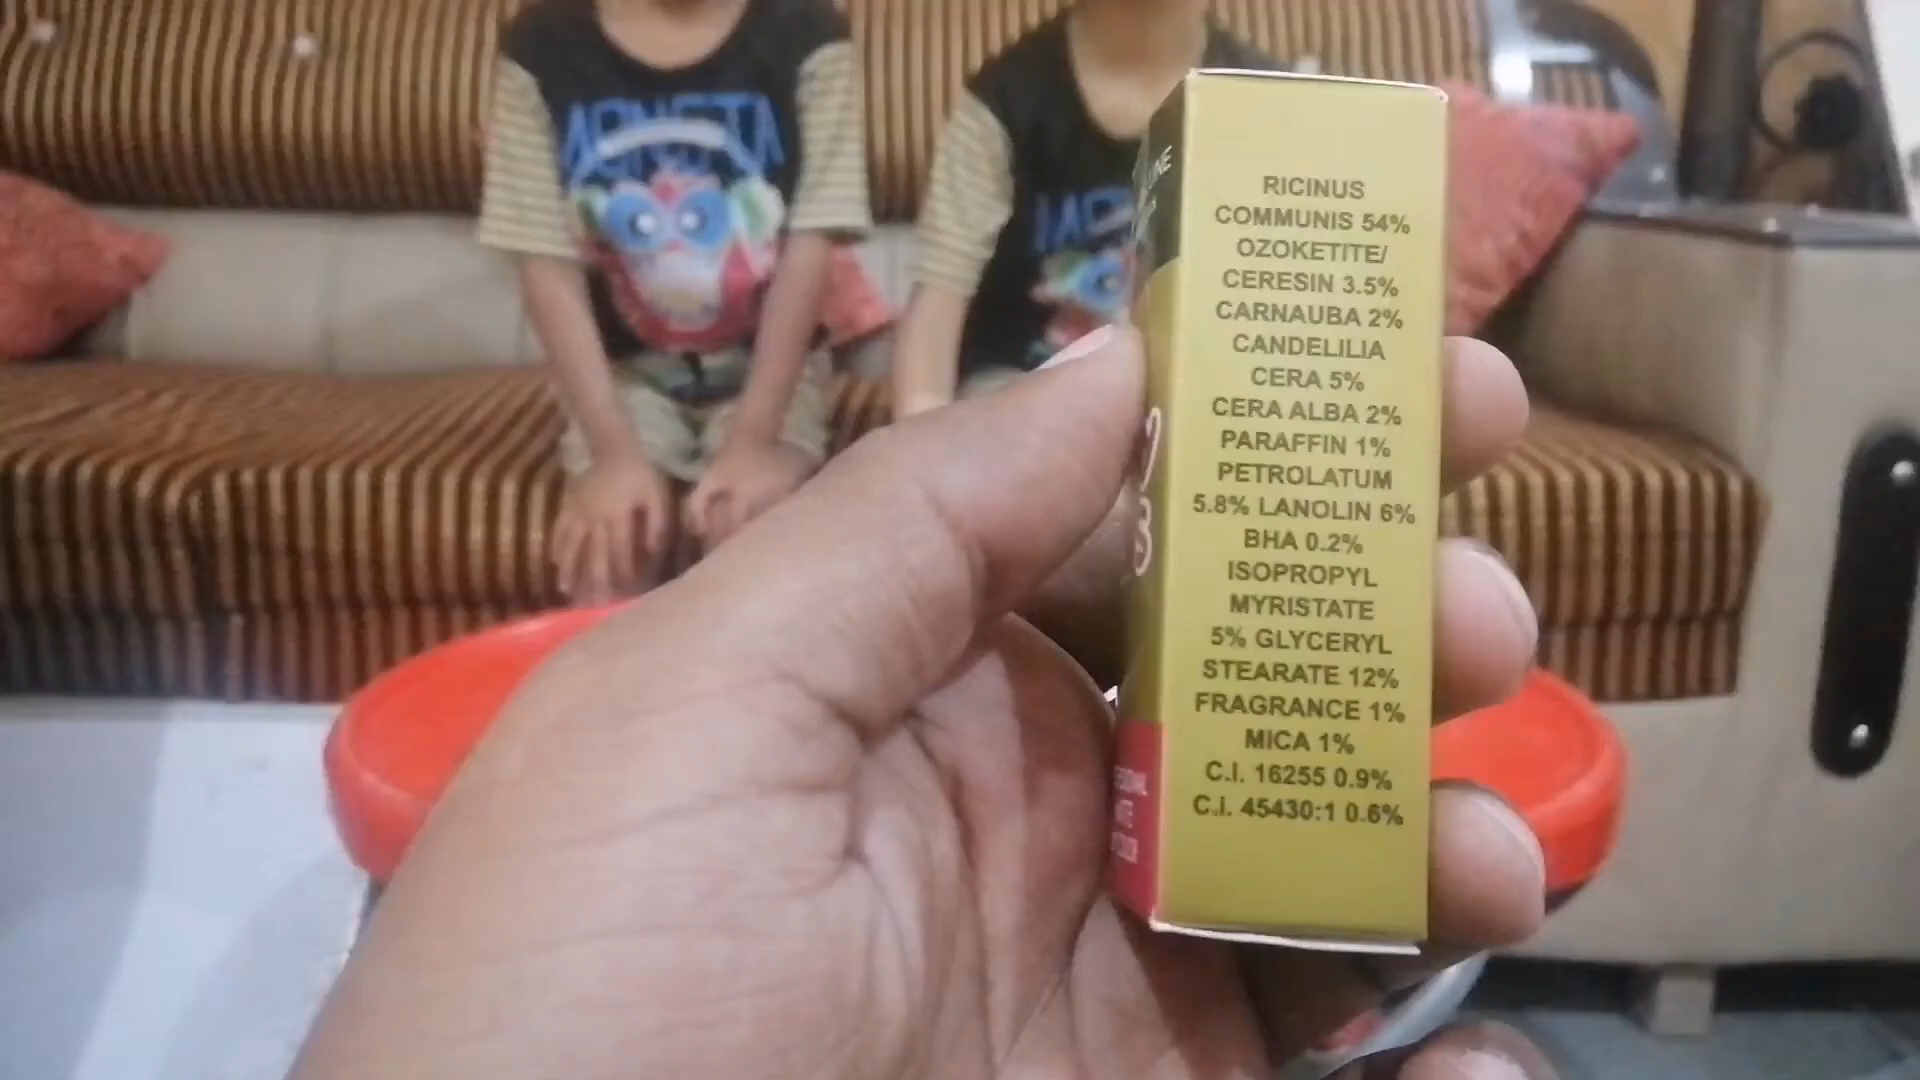 RICINUS
COMMUNIS 54%
OZOKETITE/
CERESIN 3.5%
CARNAUBA 2%
CANDELILIA
CERA 5%
CERA ALBA 2%
PARAFFIN 1%
PETROLATUM
5.8% LANOLIN 6%
BHA 0.2%
ISOPROPYL
MYRISTATE
5% GLYCERYL
STEARATE 12%
FRAGRANCE 1%
MICA 1%
C.I. 16255 0.9%
C.I. 45430:1 0.6%